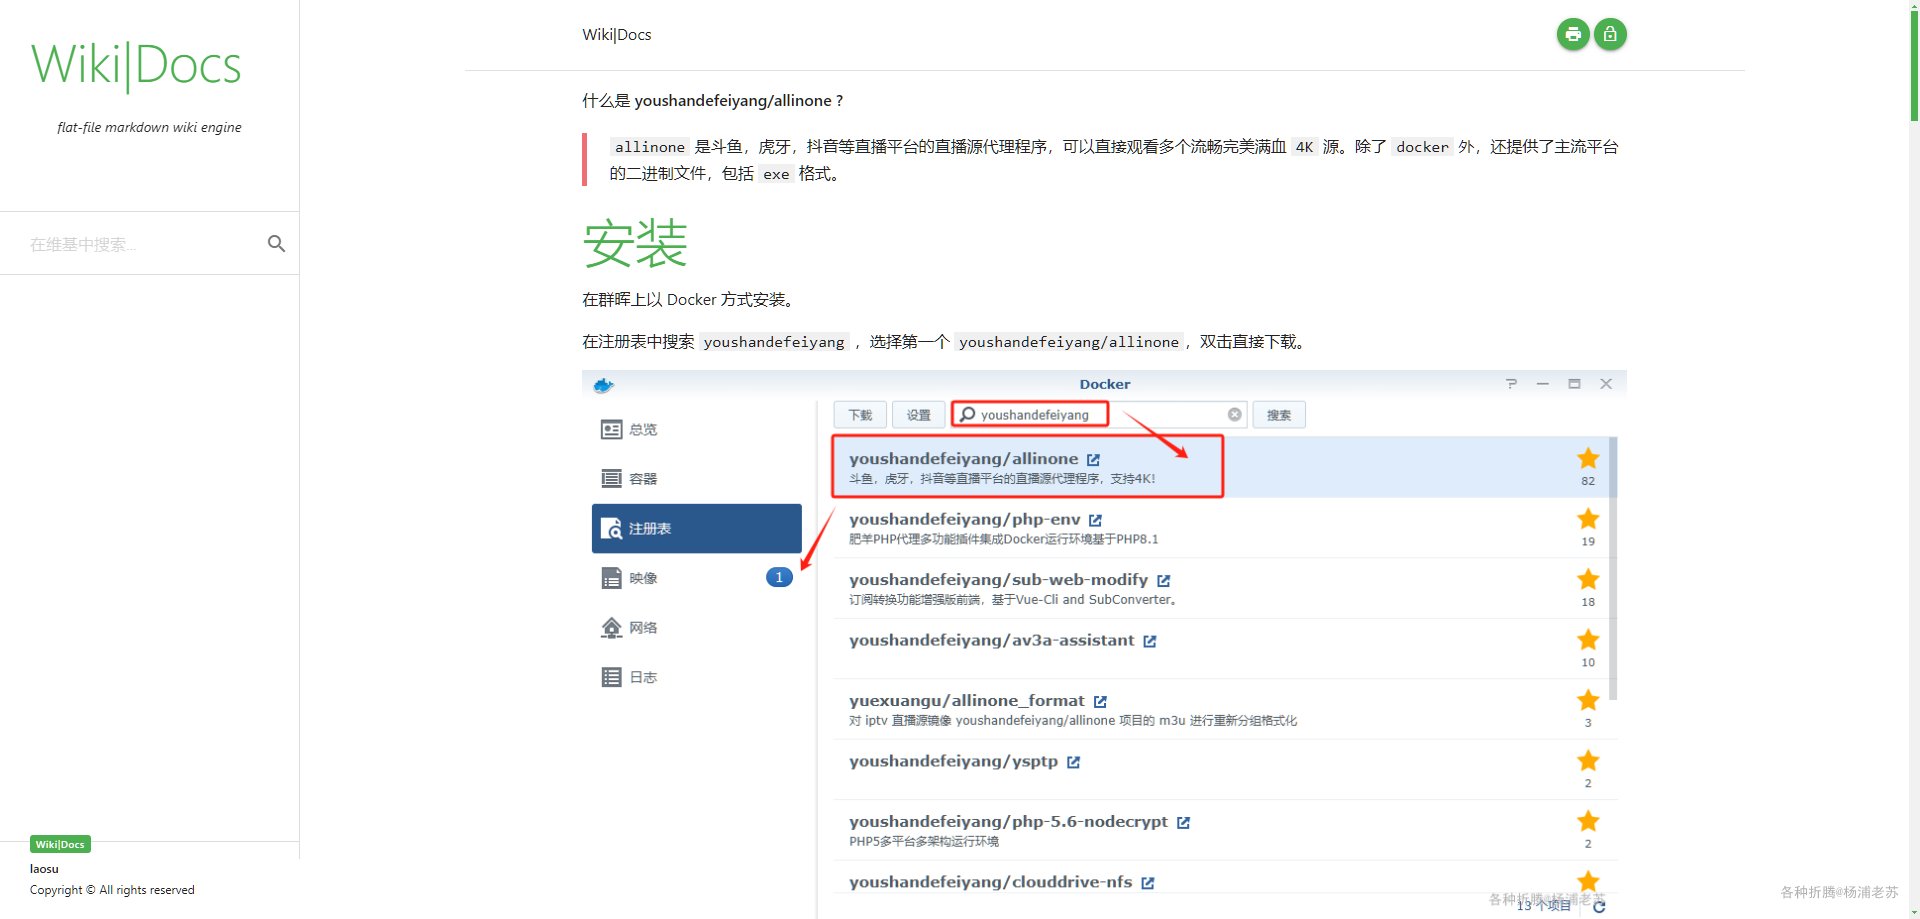 Wiki|Docs
flat-file markdown wiki engine
在维基中搜索...
Wiki|Docs
laosu
Copyright © All rights reserved
Wiki|Docs
什么是 youshandefeiyang/allinone ?
allinone 是斗鱼，虎牙，抖音等直播平台的直播源代理程序，可以直接观看多个流畅完美满血 4K 源。除了 docker 外，还提供了主流平台
的二进制文件，包括 exe 格式。
安装
在群晖上以 Docker 方式安装。
在注册表中搜索 youshandefeiyang ，选择第一个 youshandefeiyang/allinone，双击直接下载。
Docker
总览
容器
注册表
映像
1
网络
日志
下载
设置
youshandefeiyang
搜索
youshandefeiyang/allinone
斗鱼，虎牙，抖音等直播平台的直播源代理程序，支持4K!
82
youshandefeiyang/php-env
肥羊PHP代理多功能插件集成Docker运行环境基于PHP8.1
19
youshandefeiyang/sub-web-modify
订阅转换功能增强版前端，基于Vue-Cli and SubConverter。
18
youshandefeiyang/av3a-assistant
10
yuexuangu/allinone_format
对 iptv 直播源镜像 youshandefeiyang/allinone 项目的 m3u 进行重新分组格式化
3
youshandefeiyang/ysptp
2
youshandefeiyang/php-5.6-nodecrypt
PHP5多平台多架构运行环境
2
youshandefeiyang/clouddrive-nfs
各种折腾@杨浦老苏
13 个项目
各种折腾@杨浦老苏